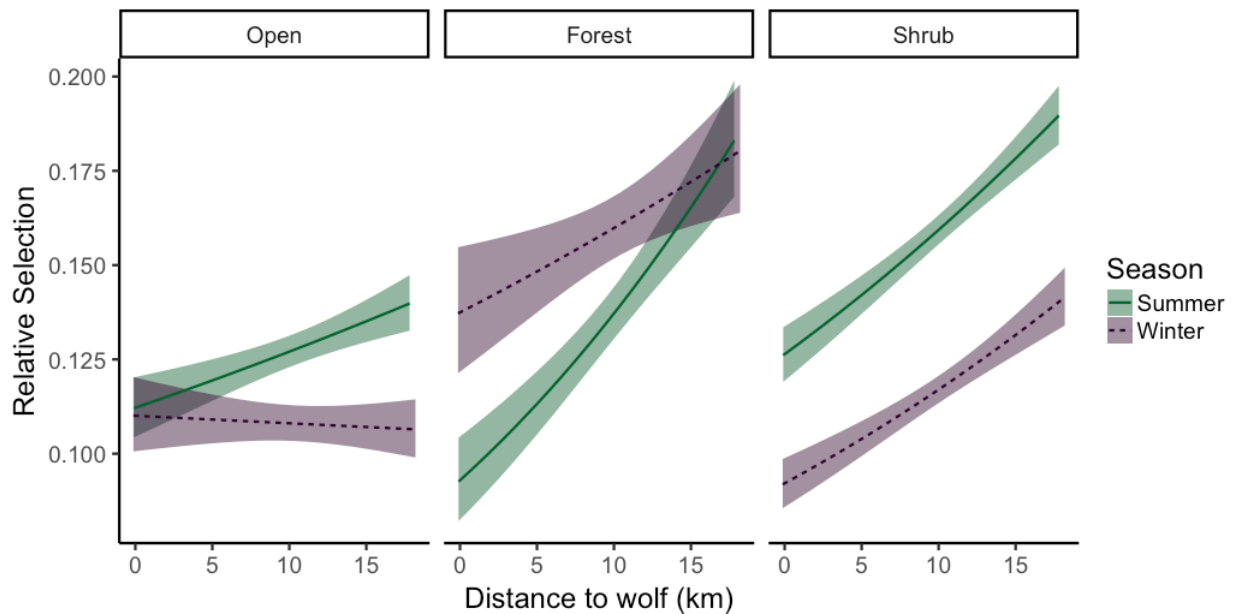 Open Forest Shrub
Relative Selection
0.200
0.175
0.150
0.125
0.100
0 5 10 15 0 5 10 15 0 5 10 15
Distance to wolf (km)
Season
Summer
Winter